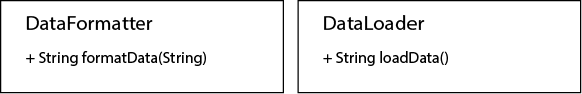 DataFormatter
+ String formatData(String)
DataLoader
+ String loadData()